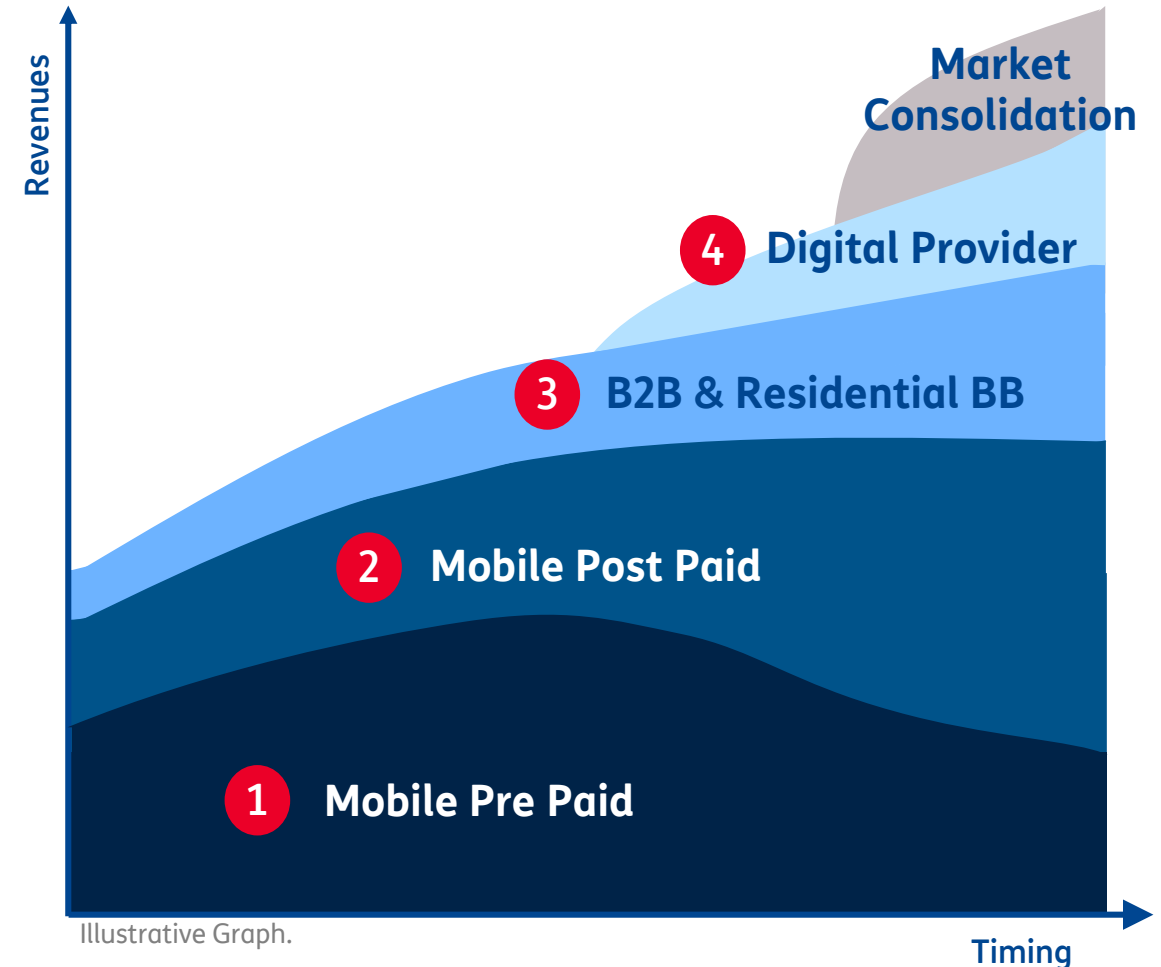 Revenues
Market
Consolidation
4 Digital Provider
3 B2B & Residential BB
2 Mobile Post Paid
1 Mobile Pre Paid
Illustrative Graph.
Timing